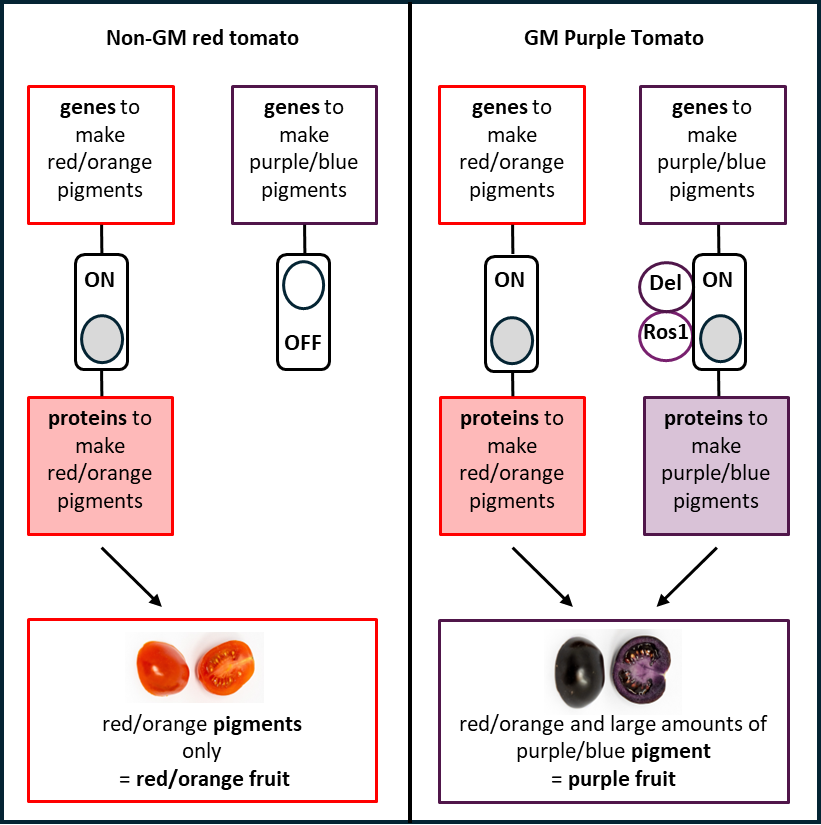 Non-GM red tomato
genes to
make
red/orange
pigments
genes to
make
purple/blue
pigments
ON
OFF
proteins to
make
red/orange
pigments
red/orange pigments
only
= red/orange fruit
GM Purple Tomato
genes to
make
red/orange
pigments
genes to
make
purple/blue
pigments
ON
Del
Ros1
ON
proteins to
make
red/orange
pigments
proteins to
make
purple/blue
pigments
red/orange and large amounts of
purple/blue pigment
= purple fruit